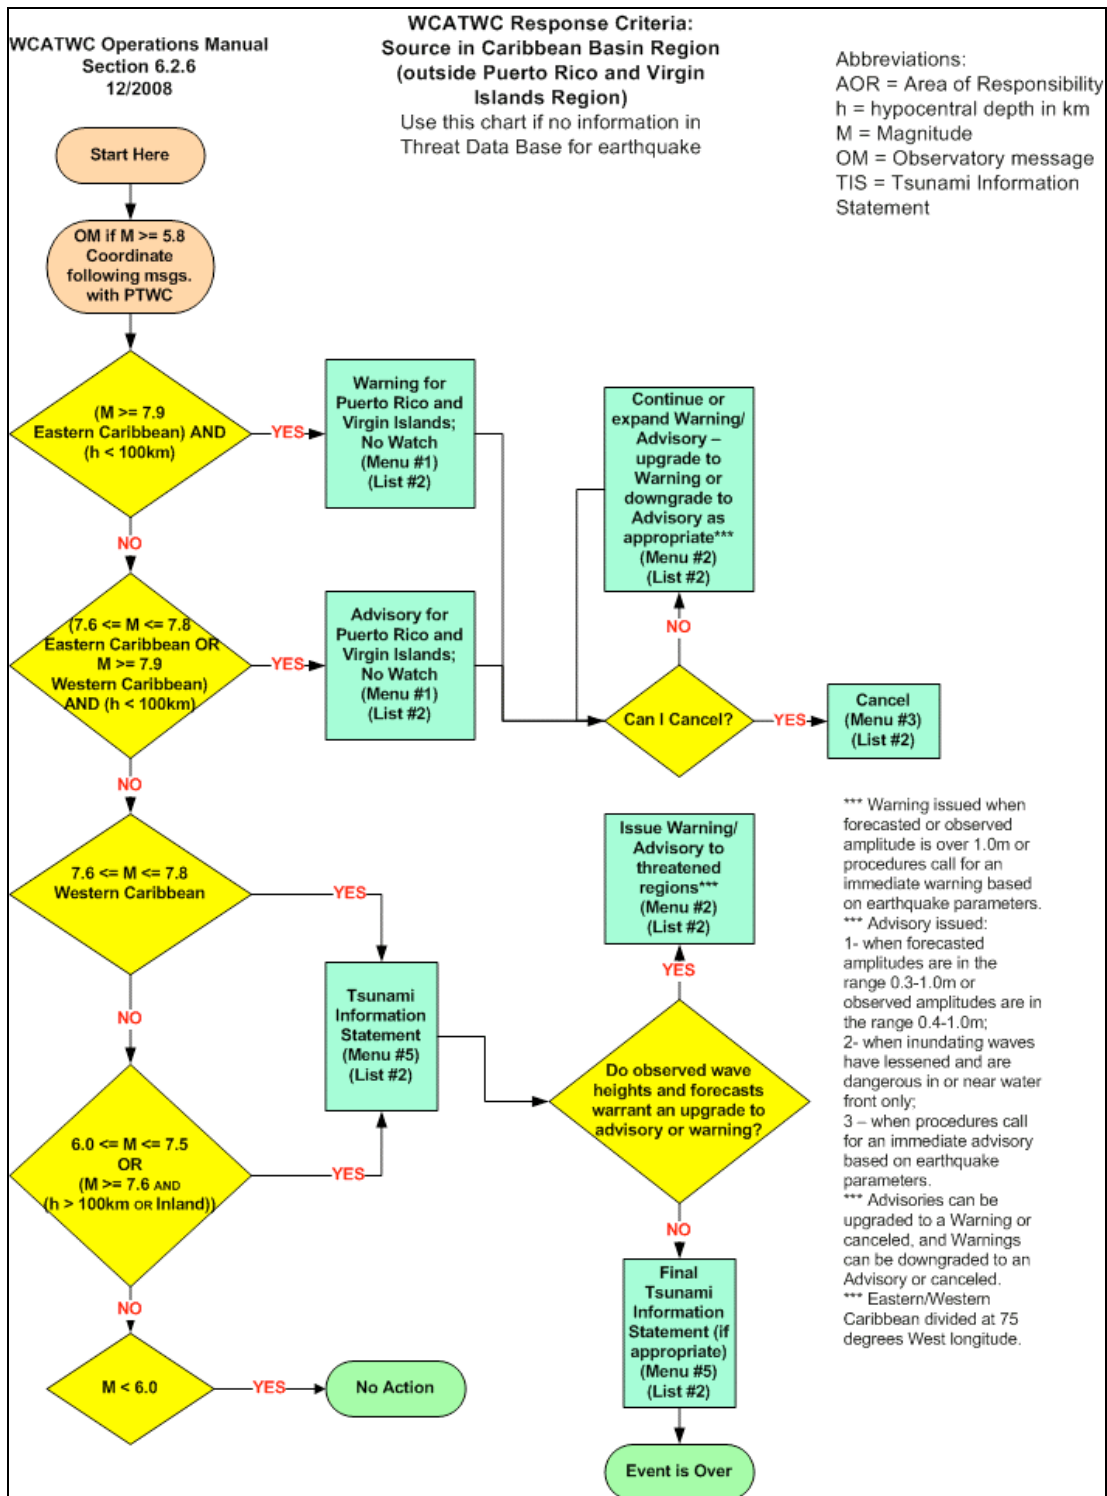 WCATWC Operations Manual
Section 6.2.6
12/2008
WCATWC Response Criteria:
Source in Caribbean Basin Region
(outside Puerto Rico and Virgin
Islands Region)
Use this chart if no information in
Threat Data Base for earthquake
Abbreviations:
AOR = Area of Responsibility
h = hypocentral depth in km
M = Magnitude
OM = Observatory message
TIS = Tsunami Information
Statement
Start Here
OM if M >= 5.8
Coordinate
following msgs.
with PTWC
(M >= 7.9
Eastern Caribbean) AND
(h < 100km)
YES
Warning for
Puerto Rico and
Virgin Islands;
No Watch
(Menu #1)
(List #2)
Continue or
expand Warning/
Advisory –
upgrade to
Warning or
downgrade to
Advisory as
appropriate***
(Menu #2)
(List #2)
NO
(7.6 <= M <= 7.8
Eastern Caribbean OR
M >= 7.9
Western Caribbean)
AND (h < 100km)
YES
Advisory for
Puerto Rico and
Virgin Islands;
No Watch
(Menu #1)
(List #2)
NO
Can I Cancel?
YES
Cancel
(Menu #3)
(List #2)
NO
7.6 <= M <= 7.8
Western Caribbean
YES
Issue Warning/
Advisory to
threatened
regions***
(Menu #2)
(List #2)
YES
NO
Tsunami
Information
Statement
(Menu #5)
(List #2)
Do observed wave
heights and forecasts
warrant an upgrade to
advisory or warning?
6.0 <= M <= 7.5
OR
(M >= 7.6 AND
(h > 100km OR Inland))
YES
NO
Final
Tsunami
Information
Statement (if
appropriate)
(Menu #5)
(List #2)
NO
M < 6.0
YES
No Action
Event is Over
*** Warning issued when
forecasted or observed
amplitude is over 1.0m or
procedures call for an
immediate warning based
on earthquake parameters.
*** Advisory issued:
1- when forecasted
amplitudes are in the
range 0.3-1.0m or
observed amplitudes are in
the range 0.4-1.0m;
2- when inundating waves
have lessened and are
dangerous in or near water
front only;
3 – when procedures call
for an immediate advisory
based on earthquake
parameters.
*** Advisories can be
upgraded to a Warning or
canceled, and Warnings
can be downgraded to an
Advisory or canceled.
*** Eastern/Western
Caribbean divided at 75
degrees West longitude.